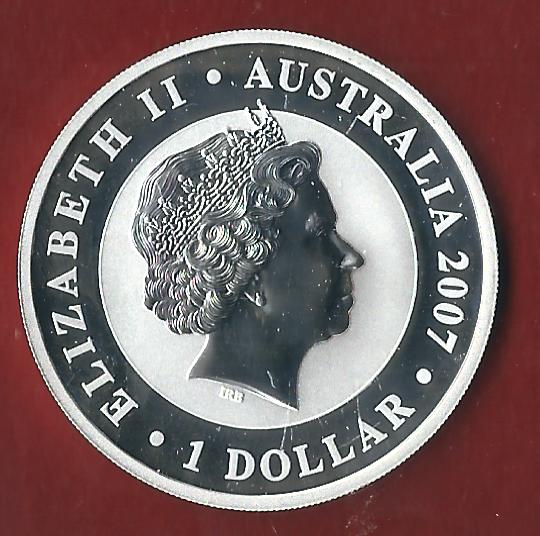 ELIZABETH II • AUSTRALIA 2007 • 1 DOLLAR •
IRB